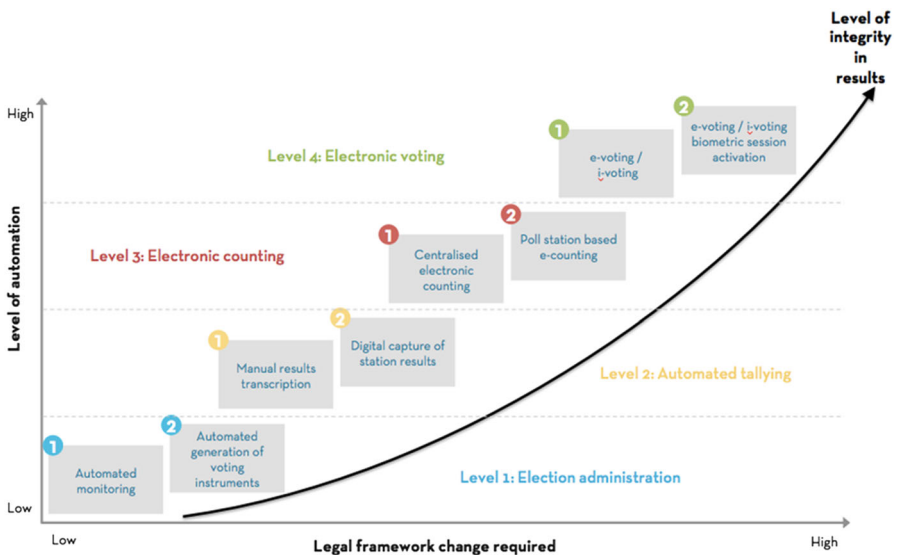 Level of
integrity
in
results
High
2
e-voting / i-voting
biometric session
activation
1
e-voting /
i-voting
Level 4: Electronic voting
2
Poll station based
e-counting
1
Centralised
electronic
counting
Level 3: Electronic counting
Level of automation
2
Digital capture of
station results
1
Manual results
transcription
Level 2: Automated tallying
2
Automated
generation of
voting
instruments
1
Automated
monitoring
Level 1: Election administration
Low
Low
Legal framework change required
High